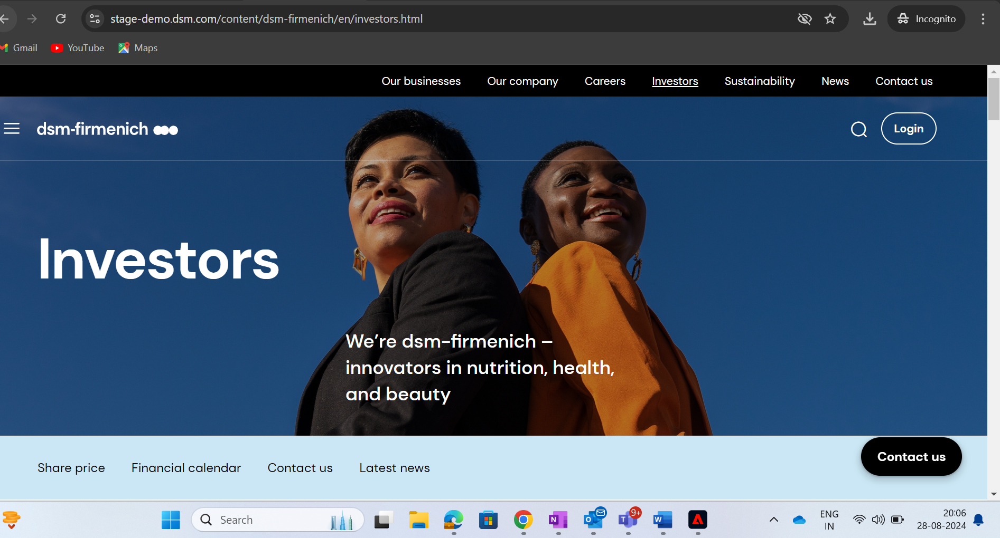 stage-demo.dsm.com/content/dsm-firmenich/en/investors.html
Incognito
Gmail YouTube Maps
Our businesses Our company Careers Investors Sustainability News Contact us
dsm-firmenich
Login
Investors
We’re dsm-firmenich –
innovators in nutrition, health,
and beauty
Share price Financial calendar Contact us Latest news
Contact us
Search
9+
ENG
IN
20:06
28-08-2024